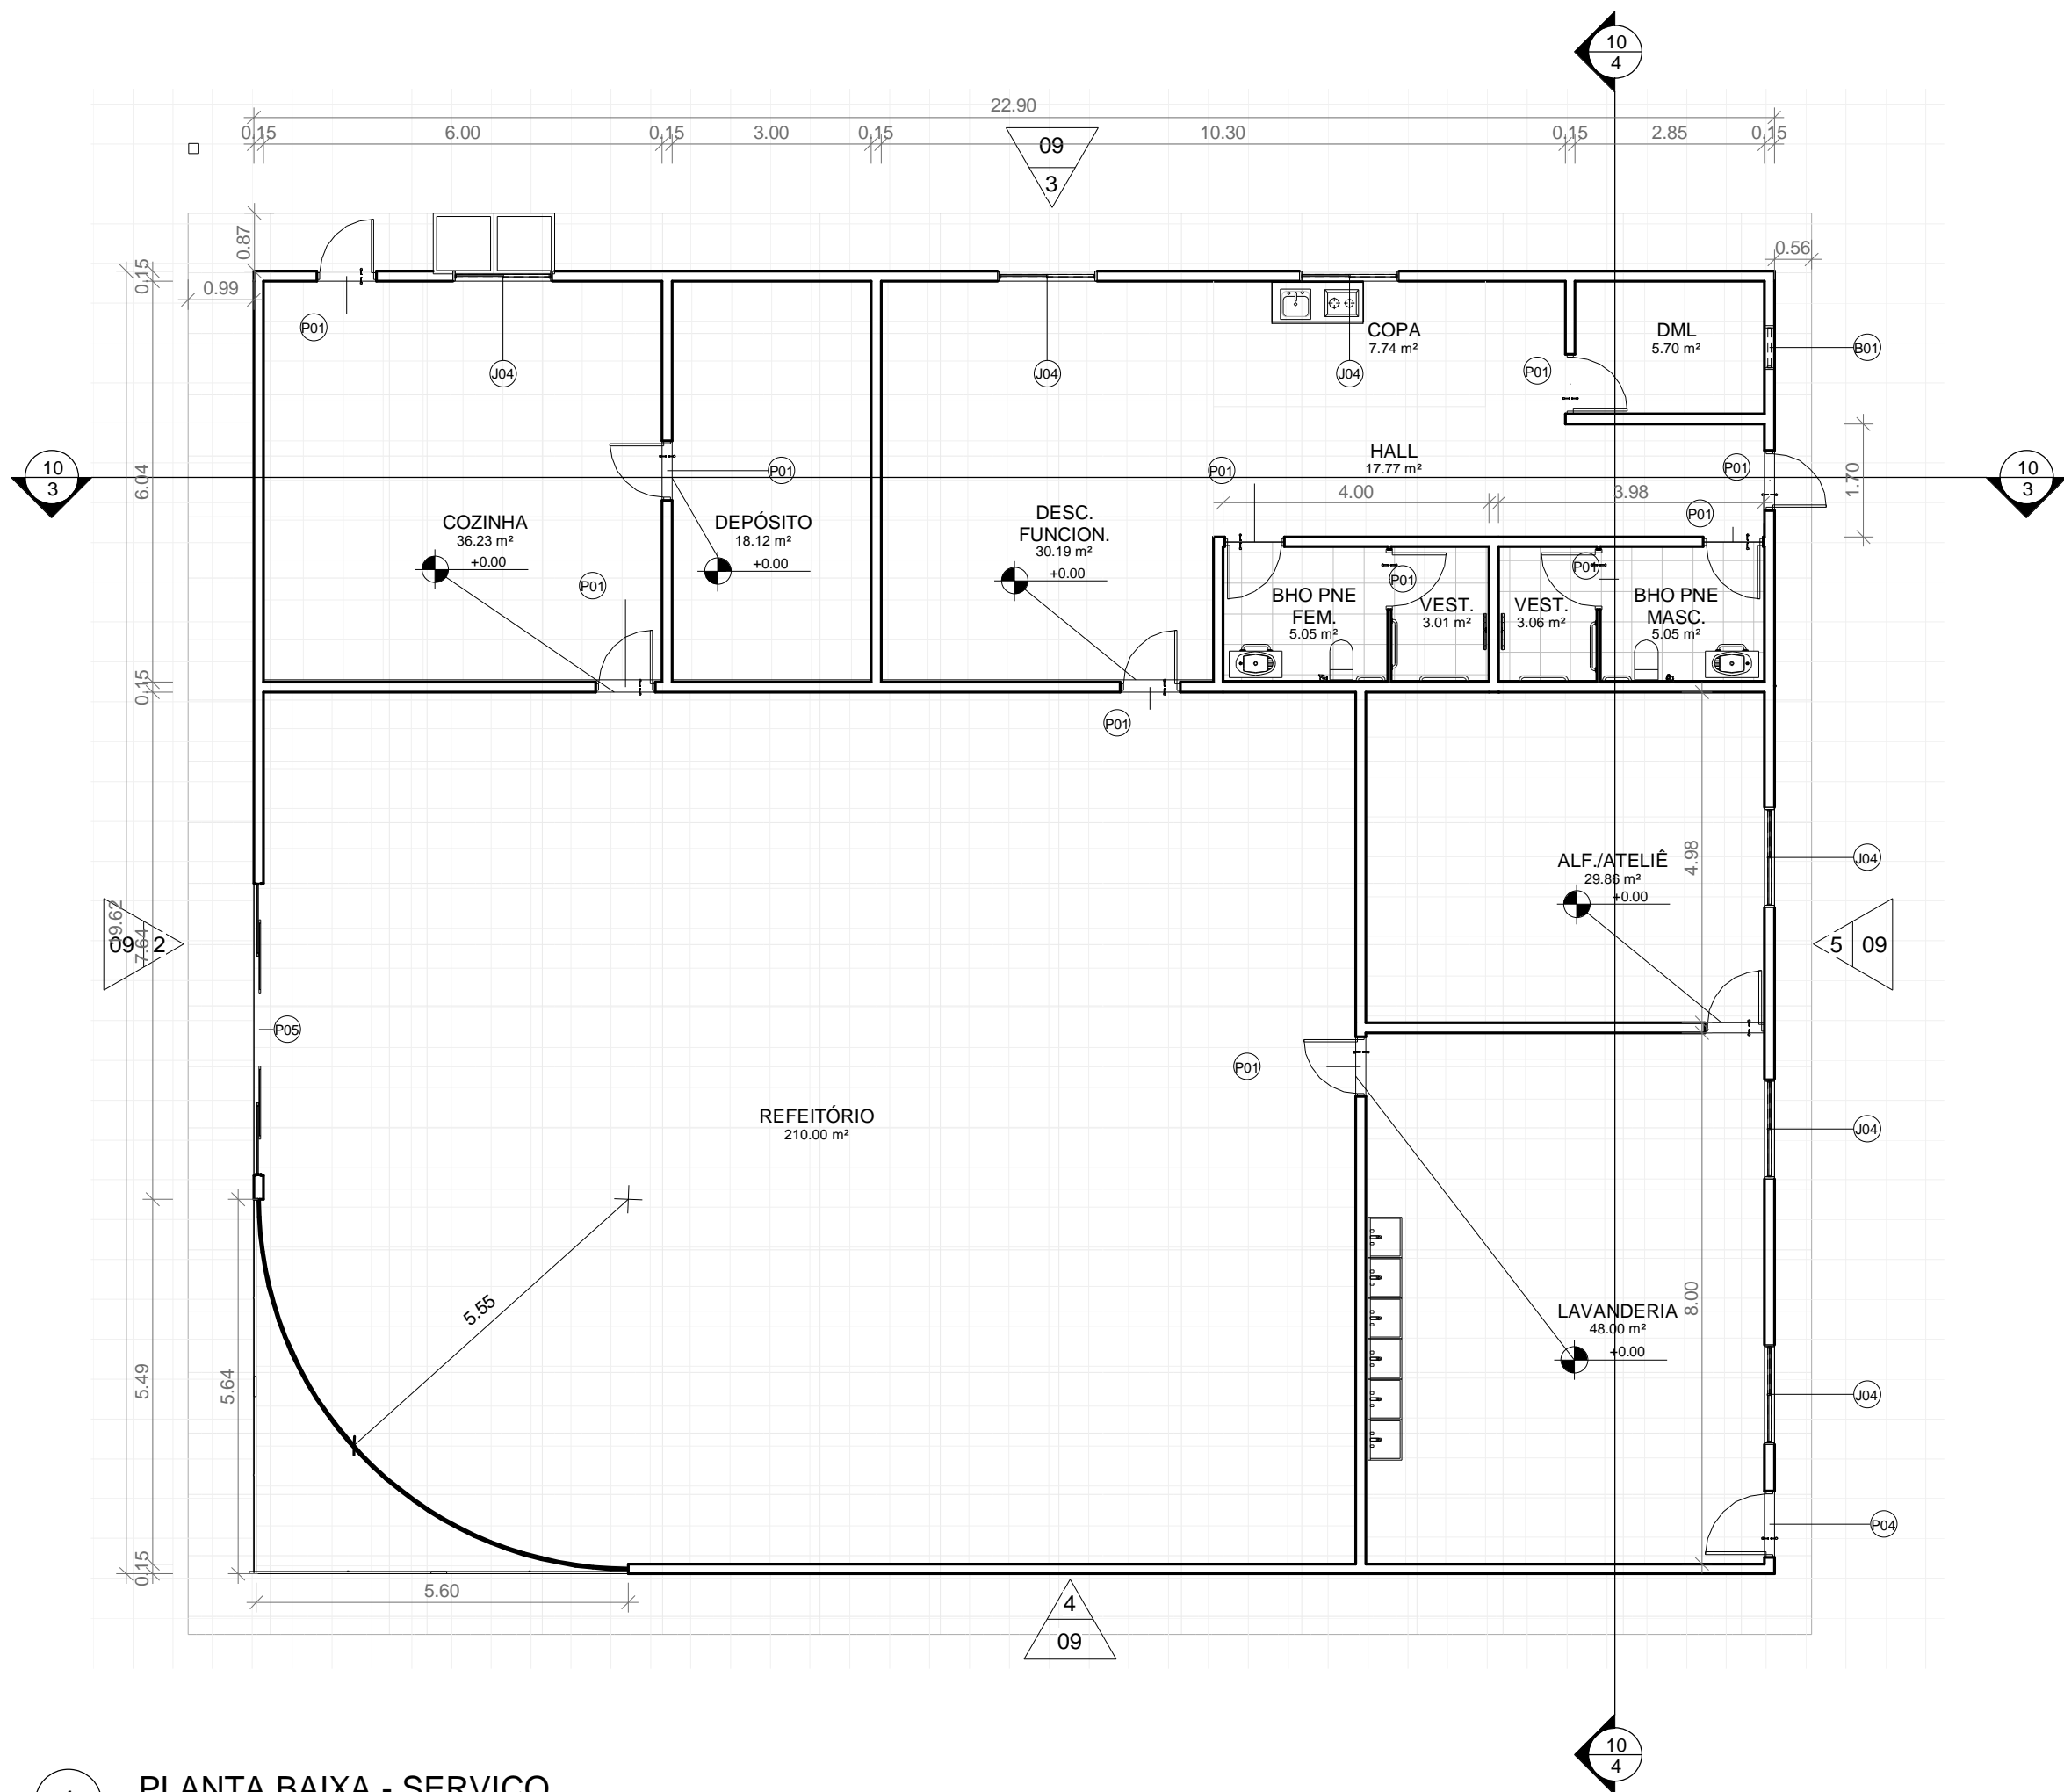 10
4
22.90
0.15
6.00
0.15
3.00
0.15
10.30
0.15
2.85
0.15
09
3
0.87
0.56
0.15
0.99
P01
J04
J04
J04
COPA
7.74 m²
P01
DML
5.70 m²
B01
10
3
6.04
P01
P01
HALL
17.77 m²
P01
1.70
10
3
4.00
3.98
COZINHA
36.23 m²
+0.00
DEPÓSITO
18.12 m²
+0.00
DESC.
FUNCION.
30.19 m²
+0.00
P01
P01
P01
P01
BHO PNE
FEM.
5.05 m²
VEST.
3.01 m²
VEST.
3.06 m²
BHO PNE
MASC.
5.05 m²
0.15
P01
4.98
ALF./ATELIÊ
29.86 m²
+0.00
J04
19.62
7.64
09
2
5
09
P05
P01
REFEITÓRIO
210.00 m²
J04
5.55
8.00
LAVANDERIA
48.00 m²
+0.00
5.49
5.64
J04
P04
0.15
5.60
4
09
10
4
PLANTA BAIXA - SERVIÇO